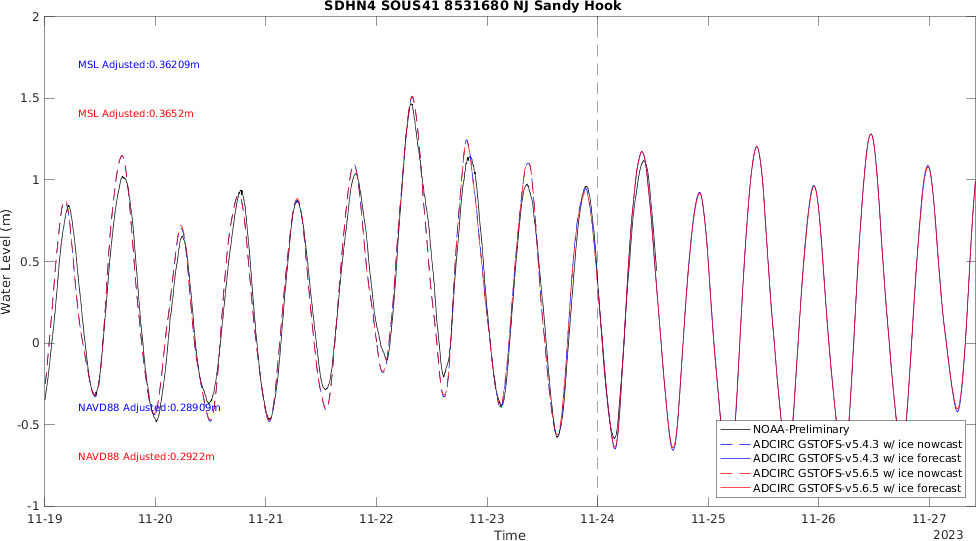 SDHN4 SOUS41 8531680 NJ Sandy Hook
2
1.5
1
0.5
0
-0.5
-1
Water Level (m)
MSL Adjusted:0.36209m
MSL Adjusted:0.3652m
NAVD88 Adjusted:0.28909m
NAVD88 Adjusted:0.2922m
NOAA-Preliminary
ADCIRC GSTOFS-v5.4.3 w/ ice nowcast
ADCIRC GSTOFS-v5.4.3 w/ ice forecast
ADCIRC GSTOFS-v5.6.5 w/ ice nowcast
ADCIRC GSTOFS-v5.6.5 w/ ice forecast
11-19 11-20 11-21 11-22 11-23 11-24 11-25 11-26 11-27
Time
2023